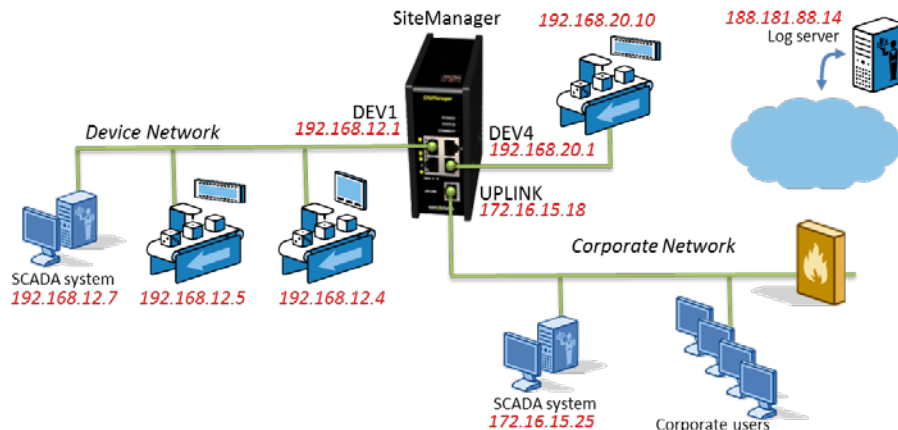 SiteManager
192.168.20.10
188.181.88.14
Log server
DEV1
192.168.12.1
Device Network
DEV4
192.168.20.1
UPLINK
172.16.15.18
Corporate Network
SCADA system
192.168.12.7
192.168.12.5
192.168.12.4
SCADA system
172.16.15.25
Corporate users